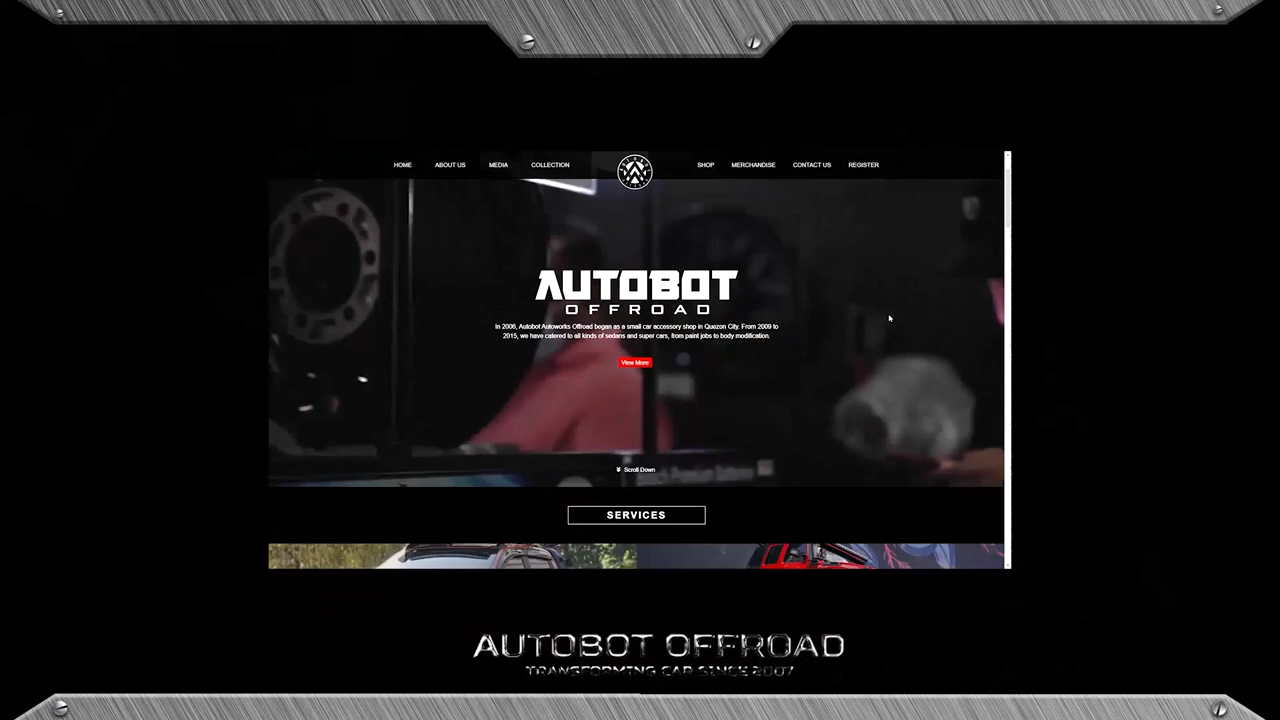 HOME ABOUT US MEDIA COLLECTION SHOP MERCHANDISE CONTACT US REGISTER
AUTOBOT
OFFROAD
In 2006, Autobot Autoworks Offroad began as a small car accessory shop in Quezon City. From 2009 to
2015, we have catered to all kinds of sedans and super cars, from paint jobs to body modification.
View More
Scroll Down
SERVICES
AUTOBOT OFFROAD
TRANSFORMING CAR SINCE 2007